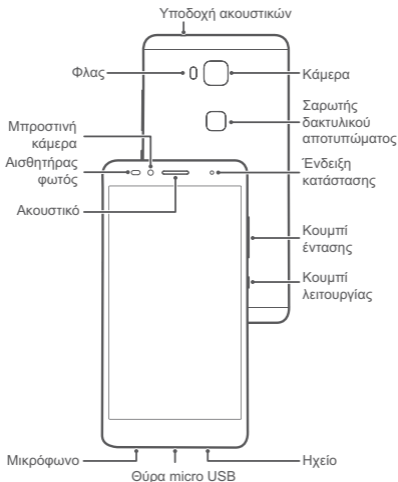 Υποδοχή ακουστικών
Φλας
Κάμερα
Σαρωτής
δακτυλικού
αποτυπώματος
Μπροστινή
κάμερα
Αισθητήρας
φωτός
Ένδειξη
κατάστασης
Ακουστικό
Κουμπί
έντασης
Κουμπί
λειτουργίας
Μικρόφωνο
Ηχείο
Θύρα micro USB